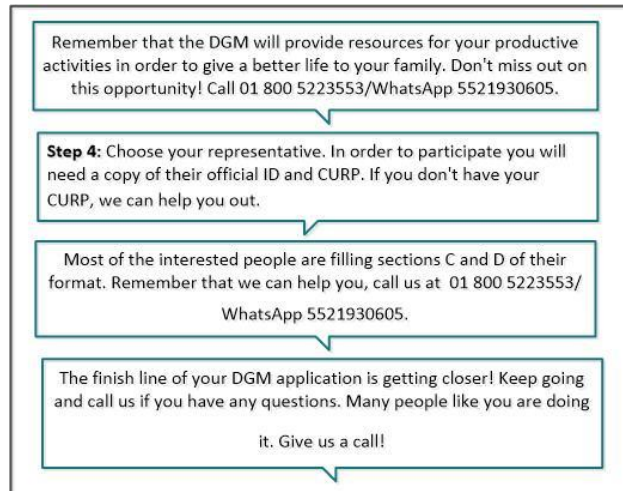 Remember that the DGM will provide resources for your productive
activities in order to give a better life to your family. Don't miss out on
this opportunity! Call 01 800 5223553/WhatsApp 5521930605.
Step 4: Choose your representative. In order to participate you will
need a copy of their official ID and CURP. If you don't have your
CURP, we can help you out.
Most of the interested people are filling sections C and D of their
format. Remember that we can help you, call us at 01 800 5223553/
WhatsApp 5521930605.
The finish line of your DGM application is getting closer! Keep going
and call us if you have any questions. Many people like you are doing
it. Give us a call!